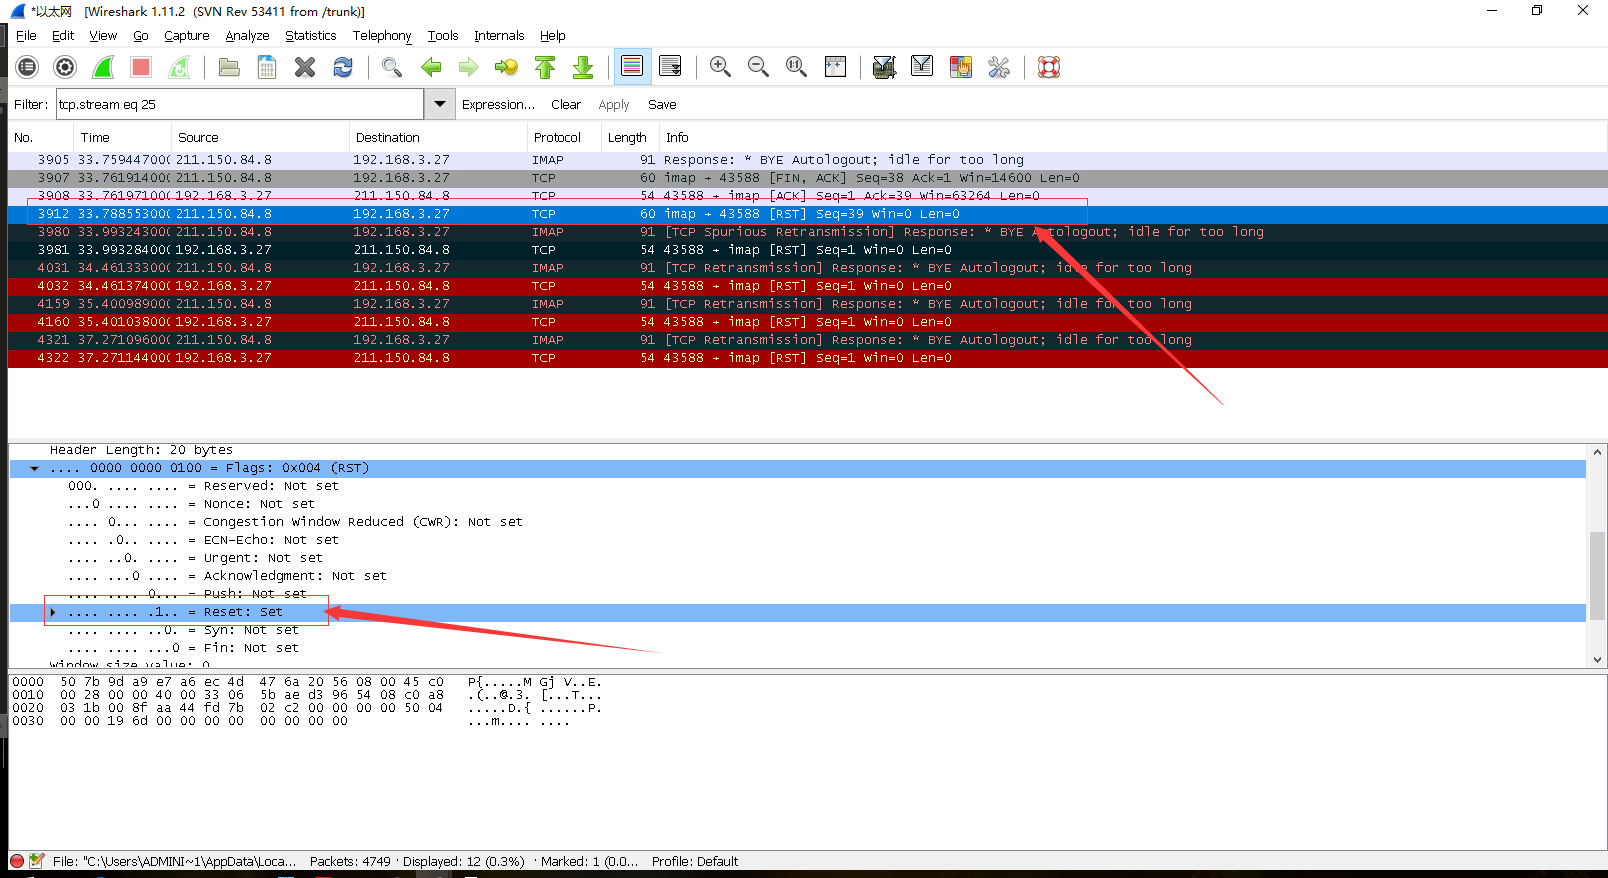 *以太网   [Wireshark 1.11.2  (SVN Rev 53411 from /trunk)]
File Edit View Go Capture Analyze Statistics Telephony Tools Internals Help
Filter: tcp.stream eq 25 Expression... Clear Apply Save
No. Time Source Destination Protocol Length Info
3905 33.759447000 211.150.84.8 192.168.3.27 IMAP 91 Response: * BYE Autologout; idle for too long
3907 33.761914000 211.150.84.8 192.168.3.27 TCP 60 imap → 43588 [FIN, ACK] Seq=38 Ack=1 Win=14600 Len=0
3908 33.761971000 192.168.3.27 211.150.84.8 TCP 54 43588 → imap [ACK] Seq=1 Ack=39 Win=63264 Len=0
3912 33.788553000 211.150.84.8 192.168.3.27 TCP 60 imap → 43588 [RST] Seq=39 Win=0 Len=0
3980 33.993243000 211.150.84.8 192.168.3.27 IMAP 91 [TCP Spurious Retransmission] Response: * BYE Autologout; idle for too long
3981 33.993284000 192.168.3.27 211.150.84.8 TCP 54 43588 → imap [RST] Seq=1 Win=0 Len=0
4031 34.461333000 211.150.84.8 192.168.3.27 IMAP 91 [TCP Retransmission] Response: * BYE Autologout; idle for too long
4032 34.461374000 192.168.3.27 211.150.84.8 TCP 54 43588 → imap [RST] Seq=1 Win=0 Len=0
4159 35.400989000 211.150.84.8 192.168.3.27 IMAP 91 [TCP Retransmission] Response: * BYE Autologout; idle for too long
4160 35.401038000 192.168.3.27 211.150.84.8 TCP 54 43588 → imap [RST] Seq=1 Win=0 Len=0
4321 37.271096000 211.150.84.8 192.168.3.27 IMAP 91 [TCP Retransmission] Response: * BYE Autologout; idle for too long
4322 37.271144000 192.168.3.27 211.150.84.8 TCP 54 43588 → imap [RST] Seq=1 Win=0 Len=0
Header Length: 20 bytes
.... 0000 0000 0100 = Flags: 0x004 (RST)
000. .... .... = Reserved: Not set
...0 .... .... = Nonce: Not set
.... 0... .... = Congestion Window Reduced (CWR): Not set
.... .0.. .... = ECN-Echo: Not set
.... ..0. .... = Urgent: Not set
.... ...0 .... = Acknowledgment: Not set
.... .... 0... = Push: Not set
.... .... .1.. = Reset: Set
.... .... ..0. = Syn: Not set
.... .... ...0 = Fin: Not set
Window size value: 0
0000 50 7b 9d a9 e7 a6 ec 4d 47 6a 20 56 08 00 45 c0 P{.....M Gj V..E.
0010 00 28 00 00 40 00 33 06 5b ae d3 96 54 08 c0 a8 .(..@.3. [...T...
0020 03 1b 00 8f aa 44 fd 7b 02 c2 00 00 00 00 50 04 .....D.{ ......P.
0030 00 00 19 6d 00 00 00 00 00 00 00 00 ...m.... ....
File: "C:\Users\ADMINI~1\AppData\Loca... Packets: 4749 · Displayed: 12 (0.3%) · Marked: 1 (0.0... Profile: Default